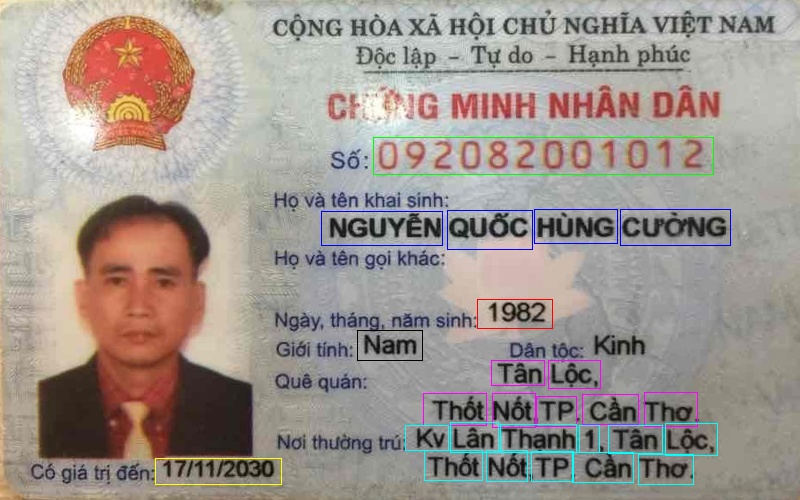 CỘNG HÒA XÃ HỘI CHỦ NGHĨA VIỆT NAM
Độc lập - Tự do - Hạnh phúc
CHỨNG MINH NHÂN DÂN
Số: 092082001012
Họ và tên khai sinh:
NGUYỄN QUỐC HÙNG CƯỜNG
Họ và tên gọi khác:
Ngày, tháng, năm sinh: 1982
Giới tính: Nam Dân tộc: Kinh
Quê quán: Tân Lộc,
Thốt Nốt, TP. Cần Thơ.
Nơi thường trú: Kv Lân Thạnh 1, Tân Lộc,
Thốt Nốt, TP. Cần Thơ.
Có giá trị đến: 17/11/2030